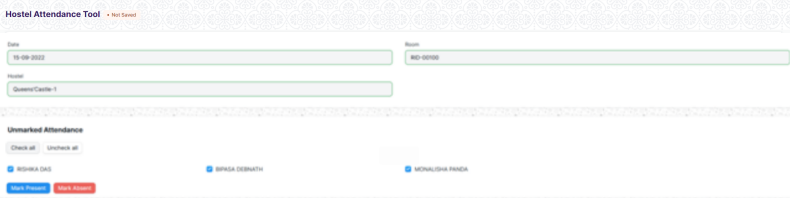 Hostel Attendance Tool • Not Saved
Date Room
15-09-2022 RID-00100
Hostel
Queens'Castle-1
Unmarked Attendance
Check all Uncheck all
RISHIKA DAS BIPASA DEBNATH MONALISHA PANDA
Mark Present Mark Absent